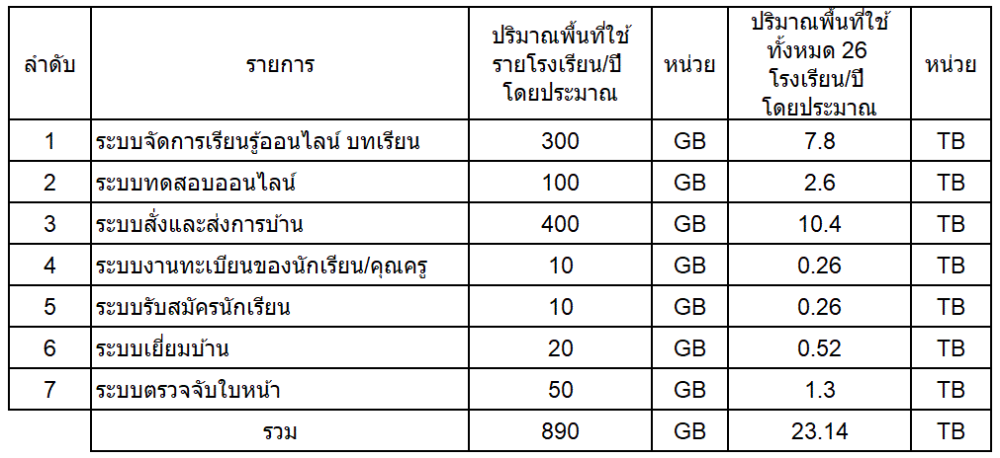 ลำดับ รายการ ปริมาณพื้นที่ใช้รายโรงเรียน/ปีโดยประมาณ หน่วย ปริมาณพื้นที่ใช้ทั้งหมด 26 โรงเรียน/ปีโดยประมาณ หน่วย
1 ระบบจัดการเรียนรู้ออนไลน์ บทเรียน 300 GB 7.8 TB
2 ระบบทดสอบออนไลน์ 100 GB 2.6 TB
3 ระบบสั่งและส่งการบ้าน 400 GB 10.4 TB
4 ระบบงานทะเบียนของนักเรียน/คุณครู 10 GB 0.26 TB
5 ระบบรับสมัครนักเรียน 10 GB 0.26 TB
6 ระบบเยี่ยมบ้าน 20 GB 0.52 TB
7 ระบบตรวจจับใบหน้า 50 GB 1.3 TB
รวม 890 GB 23.14 TB